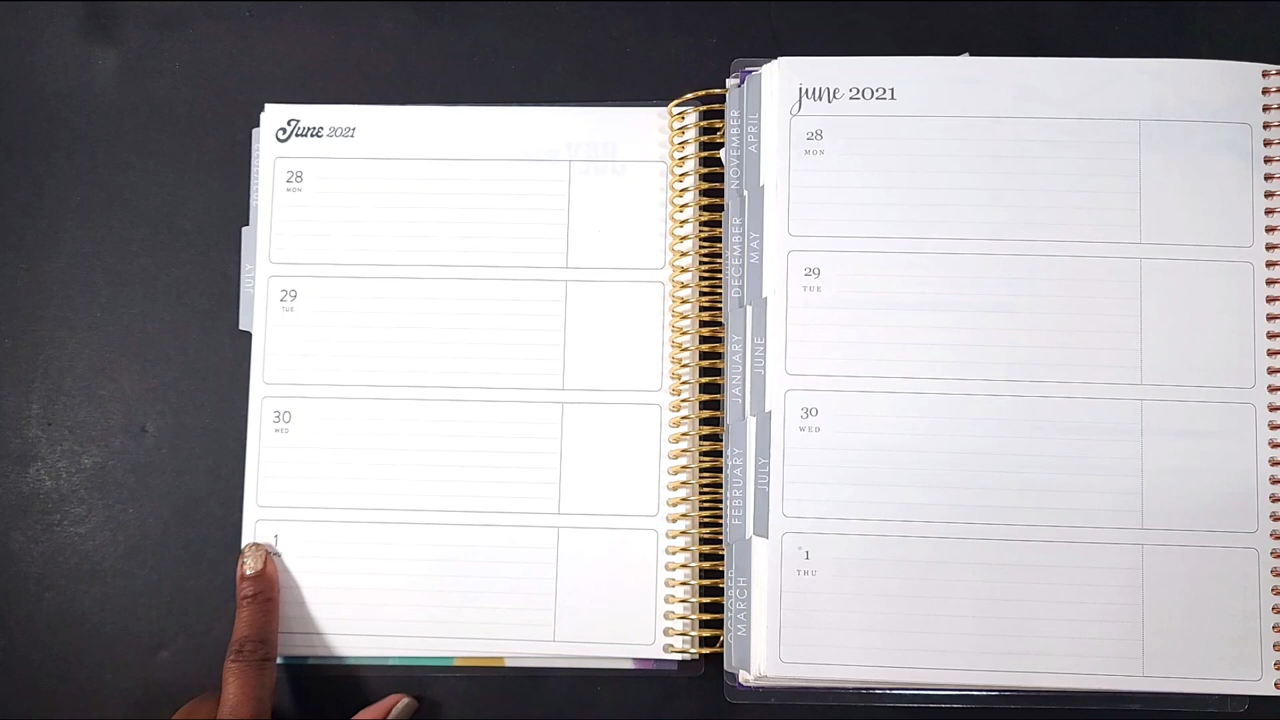 June 2021
28
MON
29
TUE
30
WED
1
JULY
NOVEMBER
DECEMBER
JANUARY
FEBRUARY
OCTOBER
MARCH
APRIL
MAY
JUNE
JULY
june 2021
28
MON
29
TUE
30
WED
*1
THU